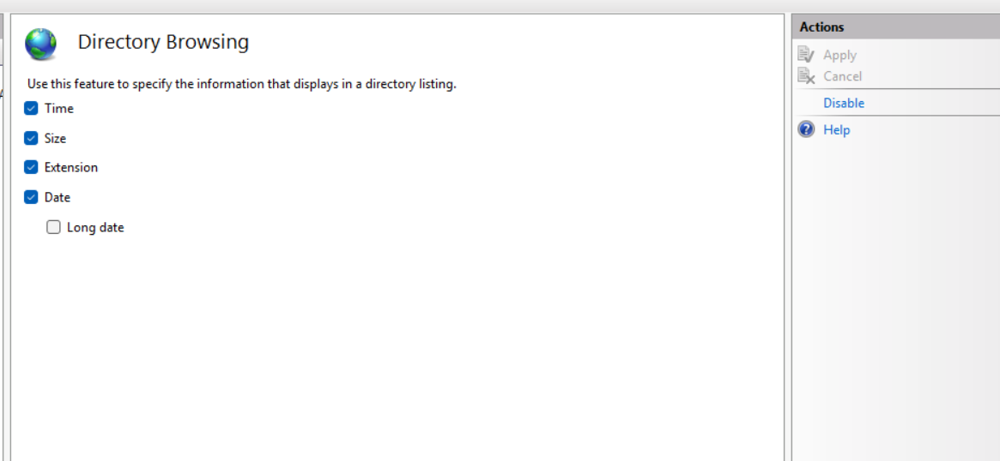 Directory Browsing
Use this feature to specify the information that displays in a directory listing.
Time
Size
Extension
Date
Long date
Actions
Apply
Cancel
Disable
Help